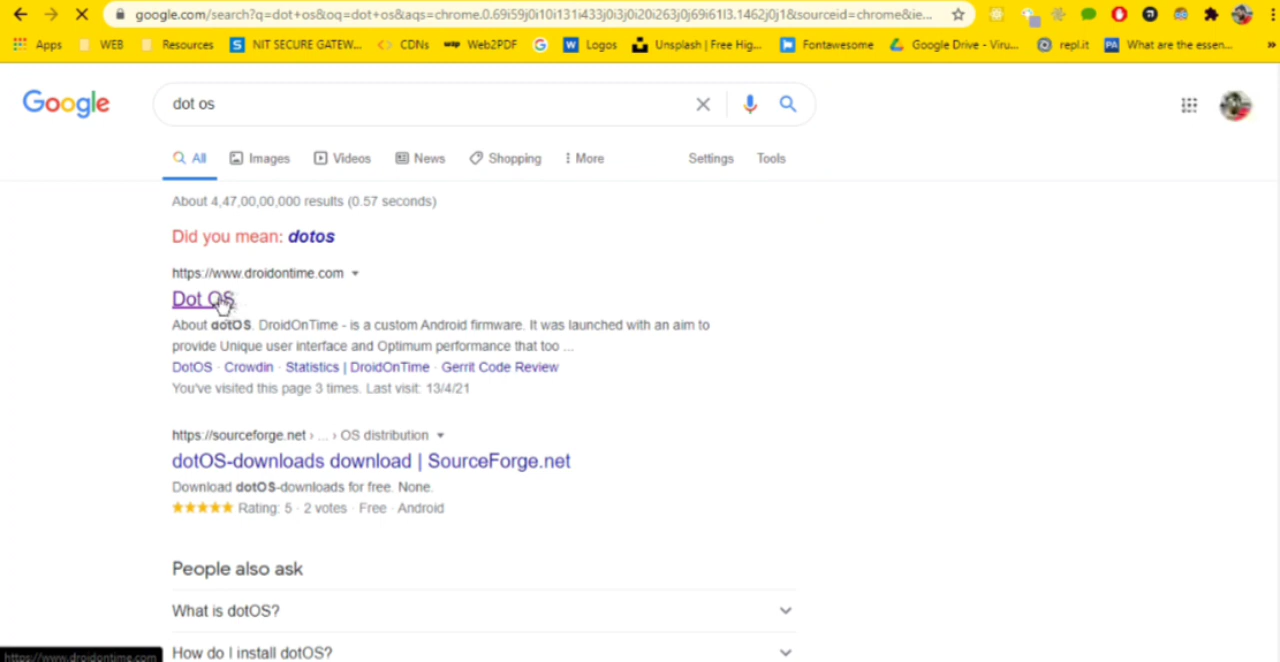 google.com/search?q=dot+os&oq=dot+os&aqs=chrome.0.69i59j0i10i131i433j0i3j0i20i263j0j69i61l3.1462j0j1&sourceid=chrome&ie...
Apps WEB Resources NIT SECURE GATEW... CDNs Web2PDF Logos Unsplash | Free Hig... Fontawesome Google Drive - Viru... repl.it What are the essen... »
Google dot os
All Images Videos News Shopping More Settings Tools
About 4,47,00,00,000 results (0.57 seconds)
Did you mean: dotos
https://www.droidontime.com
Dot OS
About dotOS. DroidOnTime - is a custom Android firmware. It was launched with an aim to
provide Unique user interface and Optimum performance that too ...
DotOS · Crowdin · Statistics | DroidOnTime · Gerrit Code Review
You've visited this page 3 times. Last visit: 13/4/21
https://sourceforge.net › ... › OS distribution
dotOS-downloads download | SourceForge.net
Download dotOS-downloads for free. None.
★★★★★ Rating: 5 · 2 votes · Free · Android
People also ask
What is dotOS?
How do I install dotOS?
https://www.droidontime.com